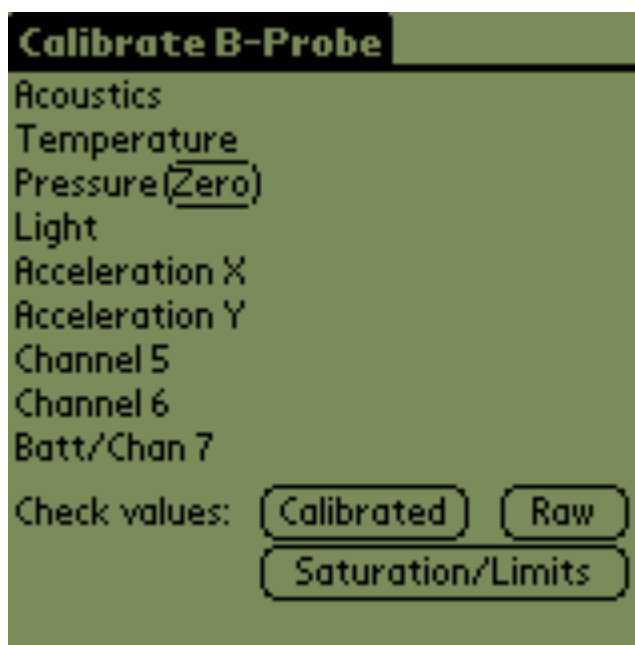 Calibrate B-Probe
Acoustics
Temperature
Pressure Zero
Light
Acceleration X
Acceleration Y
Channel 5
Channel 6
Batt/Chan 7
Check values: Calibrated Raw
Saturation/Limits